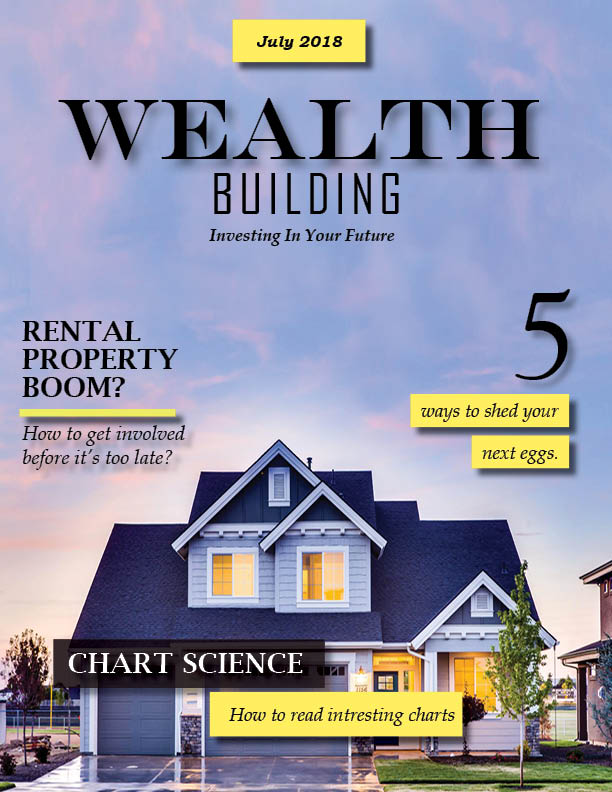 July 2018
WEALTH
BUILDING
Investing In Your Future
RENTAL
PROPERTY
BOOM?
How to get involved
before it's too late?
5
ways to shed your
next eggs.
CHART SCIENCE
How to read intresting charts